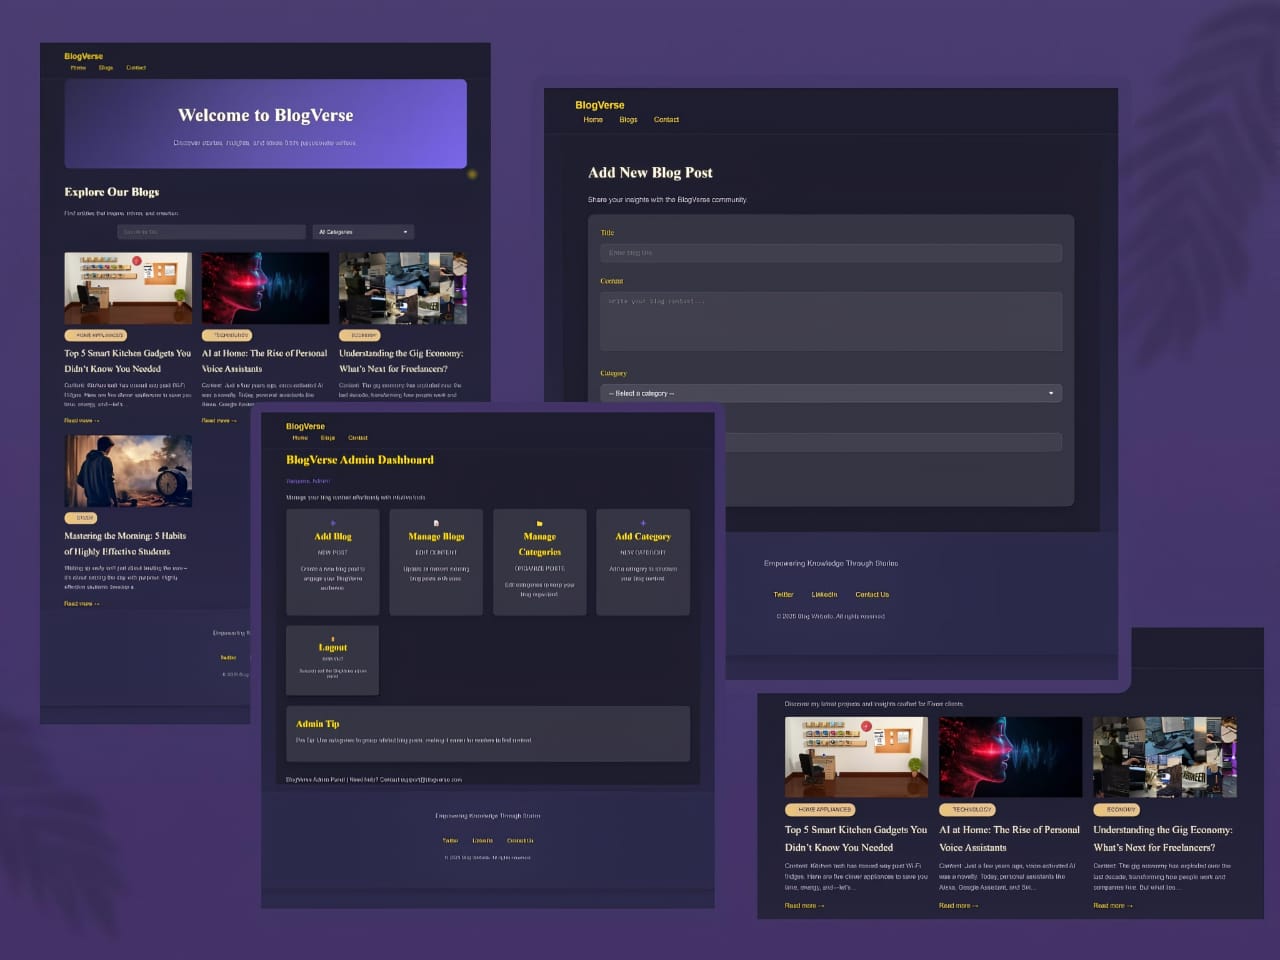 BlogVerse
Home Blogs Contact
Welcome to BlogVerse
Discover stories, insights, and ideas from passionate writers.
Explore Our Blogs
Find articles that inspire, inform, and entertain.
All Categories
HOME APPLIANCES
Top 5 Smart Kitchen Gadgets You
Didn't Know You Needed
Content: Kitchen tech has moved way past Wi-Fi
fridges. Here are five clever appliances to save you
time, energy, and—let's...
Read more →
TECHNOLOGY
AI at Home: The Rise of Personal
Voice Assistants
Content: Just a few years ago, voice-activated AI
was a novelty. Today, personal assistants like
Alexa, Google Assistant
Read more →
ECONOMY
Understanding the Gig Economy:
What's Next for Freelancers?
Content: The gig economy has exploded over the
last decade, transforming how people work and
Mastering the Morning: 5 Habits
of Highly Effective Students
Waking up early isn't just about beating the sun—
it's about starting the day with purpose. Highly
effective students
Read more →
Empowering
Twitter
© 2025 Blog
BlogVerse
Home Blogs Contact
Add New Blog Post
Share your insights with the BlogVerse community.
Title
Enter blog title
Content
Write your blog content...
Category
-- Select a category --
Empowering Knowledge Through Stories
Twitter LinkedIn Contact Us
© 2025 Blog Website. All rights reserved.
BlogVerse
Home Blogs Contact
BlogVerse Admin Dashboard
Welcome, Admin!
Manage your blog content effortlessly with intuitive tools.
Add Blog
NEW POST
Create a new blog post to
engage your BlogVerse
audience.
Manage Blogs
EDIT CONTENT
Update or remove existing
blog posts with ease.
Manage
Categories
ORGANIZE POSTS
Edit categories to keep your
blog organized.
Add Category
NEW CATEGORY
Add a category to structure
your blog content.
Logout
Admin Tip
Pro Tip: Use categories to group related blog posts, making it easier for readers to find content.
BlogVerse Admin Panel | Need help? Contact support@blogverse.com
Empowering Knowledge Through Stories
Twitter LinkedIn Contact Us
© 2025 Blog Website. All rights reserved.
Discover my latest projects and insights crafted for Fiverr clients.
HOME APPLIANCES
Top 5 Smart Kitchen Gadgets You
Didn't Know You Needed
Content: Kitchen tech has moved way past Wi-Fi
fridges. Here are five clever appliances to save you
time, energy, and—let's...
Read more →
TECHNOLOGY
AI at Home: The Rise of Personal
Voice Assistants
Content: Just a few years ago, voice-activated AI
was a novelty. Today, personal assistants like
Alexa, Google Assistant, and Siri...
Read more →
ENGINEER
ECONOMY
Understanding the Gig Economy:
What's Next for Freelancers?
Content: The gig economy has exploded over the
last decade, transforming how people work and
companies hire. But what lies...
Read more →